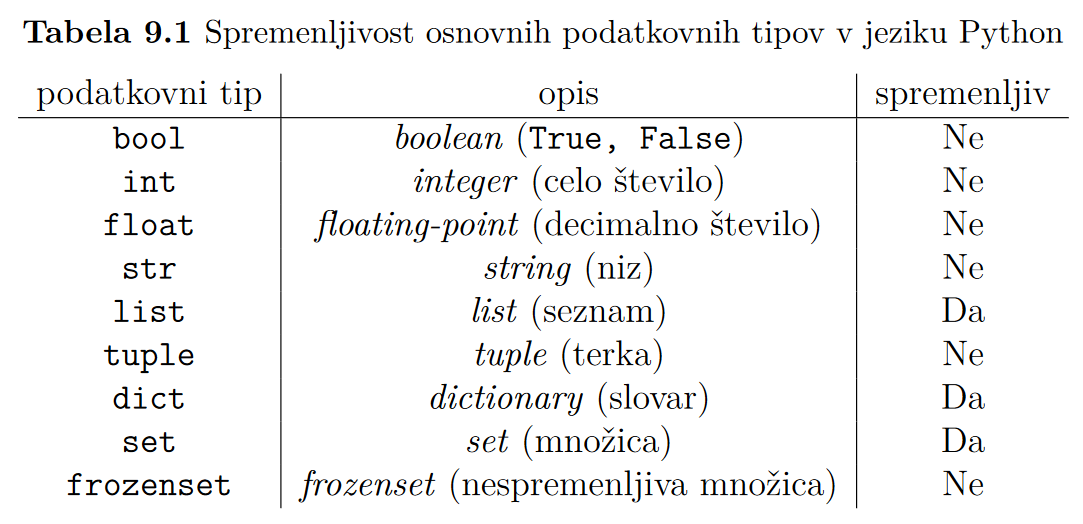 Tabela 9.1 Spremenljivost osnovnih podatkovnih tipov v jeziku Python
podatkovni tip opis spremenljiv
bool boolean (True, False) Ne
int integer (celo število) Ne
float floating-point (decimalno število) Ne
str string (niz) Ne
list list (seznam) Da
tuple tuple (terka) Ne
dict dictionary (slovar) Da
set set (množica) Da
frozenset frozenset (nespremenljiva množica) Ne